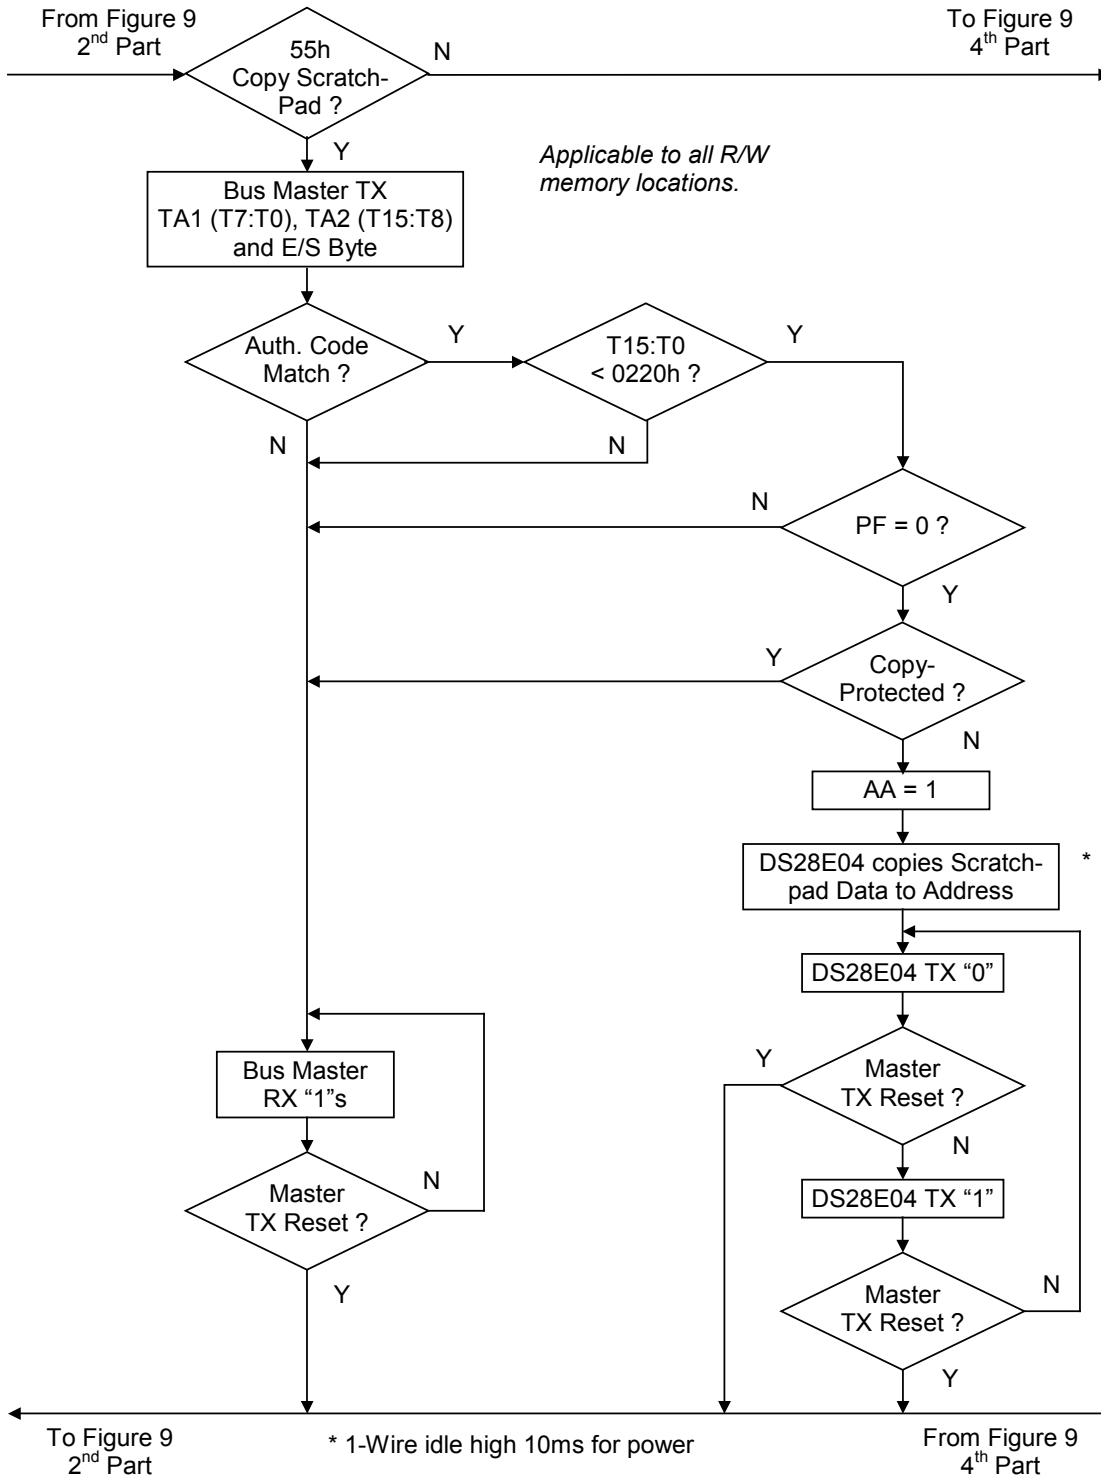 From Figure 9
2nd Part
To Figure 9
4th Part
55h
Copy Scratch-
Pad ?
N
Y
Applicable to all R/W
memory locations.
Bus Master TX
TA1 (T7:T0), TA2 (T15:T8)
and E/S Byte
Auth. Code
Match ?
Y
N
T15:T0
< 0220h ?
Y
N
PF = 0 ?
N
Y
Copy-
Protected ?
Y
N
AA = 1
DS28E04 copies Scratch-
pad Data to Address
*
DS28E04 TX “0”
Master
TX Reset ?
Y
N
DS28E04 TX “1”
Master
TX Reset ?
N
Y
Bus Master
RX “1”s
Master
TX Reset ?
N
Y
To Figure 9
2nd Part
* 1-Wire idle high 10ms for power
From Figure 9
4th Part